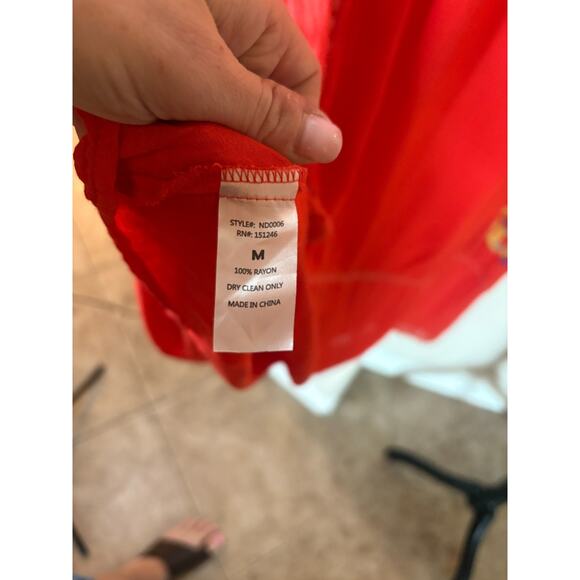 STYLE#: ND0006
RN#: 151246
M
100% RAYON
DRY CLEAN ONLY
MADE IN CHINA